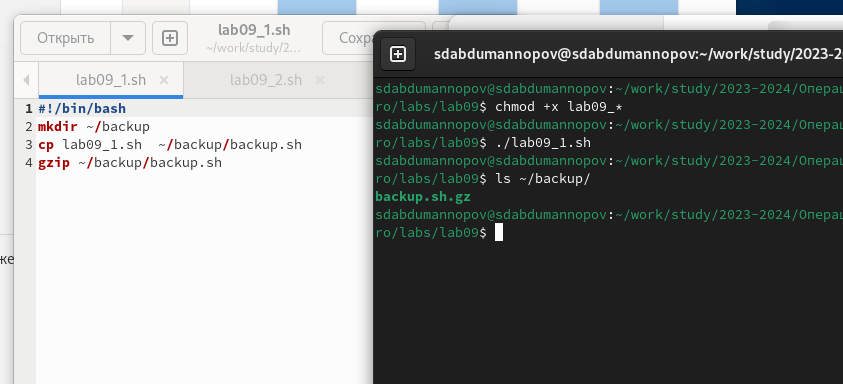 Открыть
lab09_1.sh
~/work/study/2...
Сохра
lab09_1.sh ×
lab09_2.sh ×
1 #!/bin/bash
2 mkdir ~/backup
3 cp lab09_1.sh  ~/backup/backup.sh
4 gzip ~/backup/backup.sh
же
sdabdumannopov@sdabdumannopov:~/work/study/2023-20
sdabdumannopov@sdabdumannopov:~/work/study/2023-2024/Операц
ro/labs/lab09$ chmod +x lab09_*
sdabdumannopov@sdabdumannopov:~/work/study/2023-2024/Операц
ro/labs/lab09$ ./lab09_1.sh
sdabdumannopov@sdabdumannopov:~/work/study/2023-2024/Операц
ro/labs/lab09$ ls ~/backup/
backup.sh.gz
sdabdumannopov@sdabdumannopov:~/work/study/2023-2024/Операц
ro/labs/lab09$